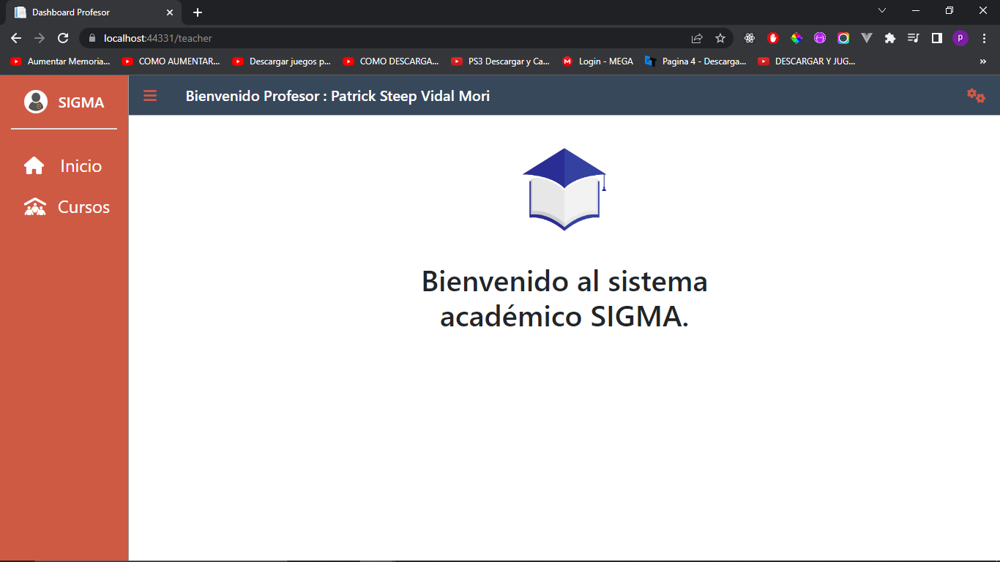 Dashboard Profesor
localhost:44331/teacher
P
Aumentar Memoria...
COMO AUMENTAR...
Descargar juegos p...
COMO DESCARGA...
PS3 Descargar y Ca...
Login - MEGA
Pagina 4 - Descarga...
DESCARGAR Y JUG...
»
SIGMA
Bienvenido Profesor : Patrick Steep Vidal Mori
Inicio
Cursos
Bienvenido al sistema
académico SIGMA.